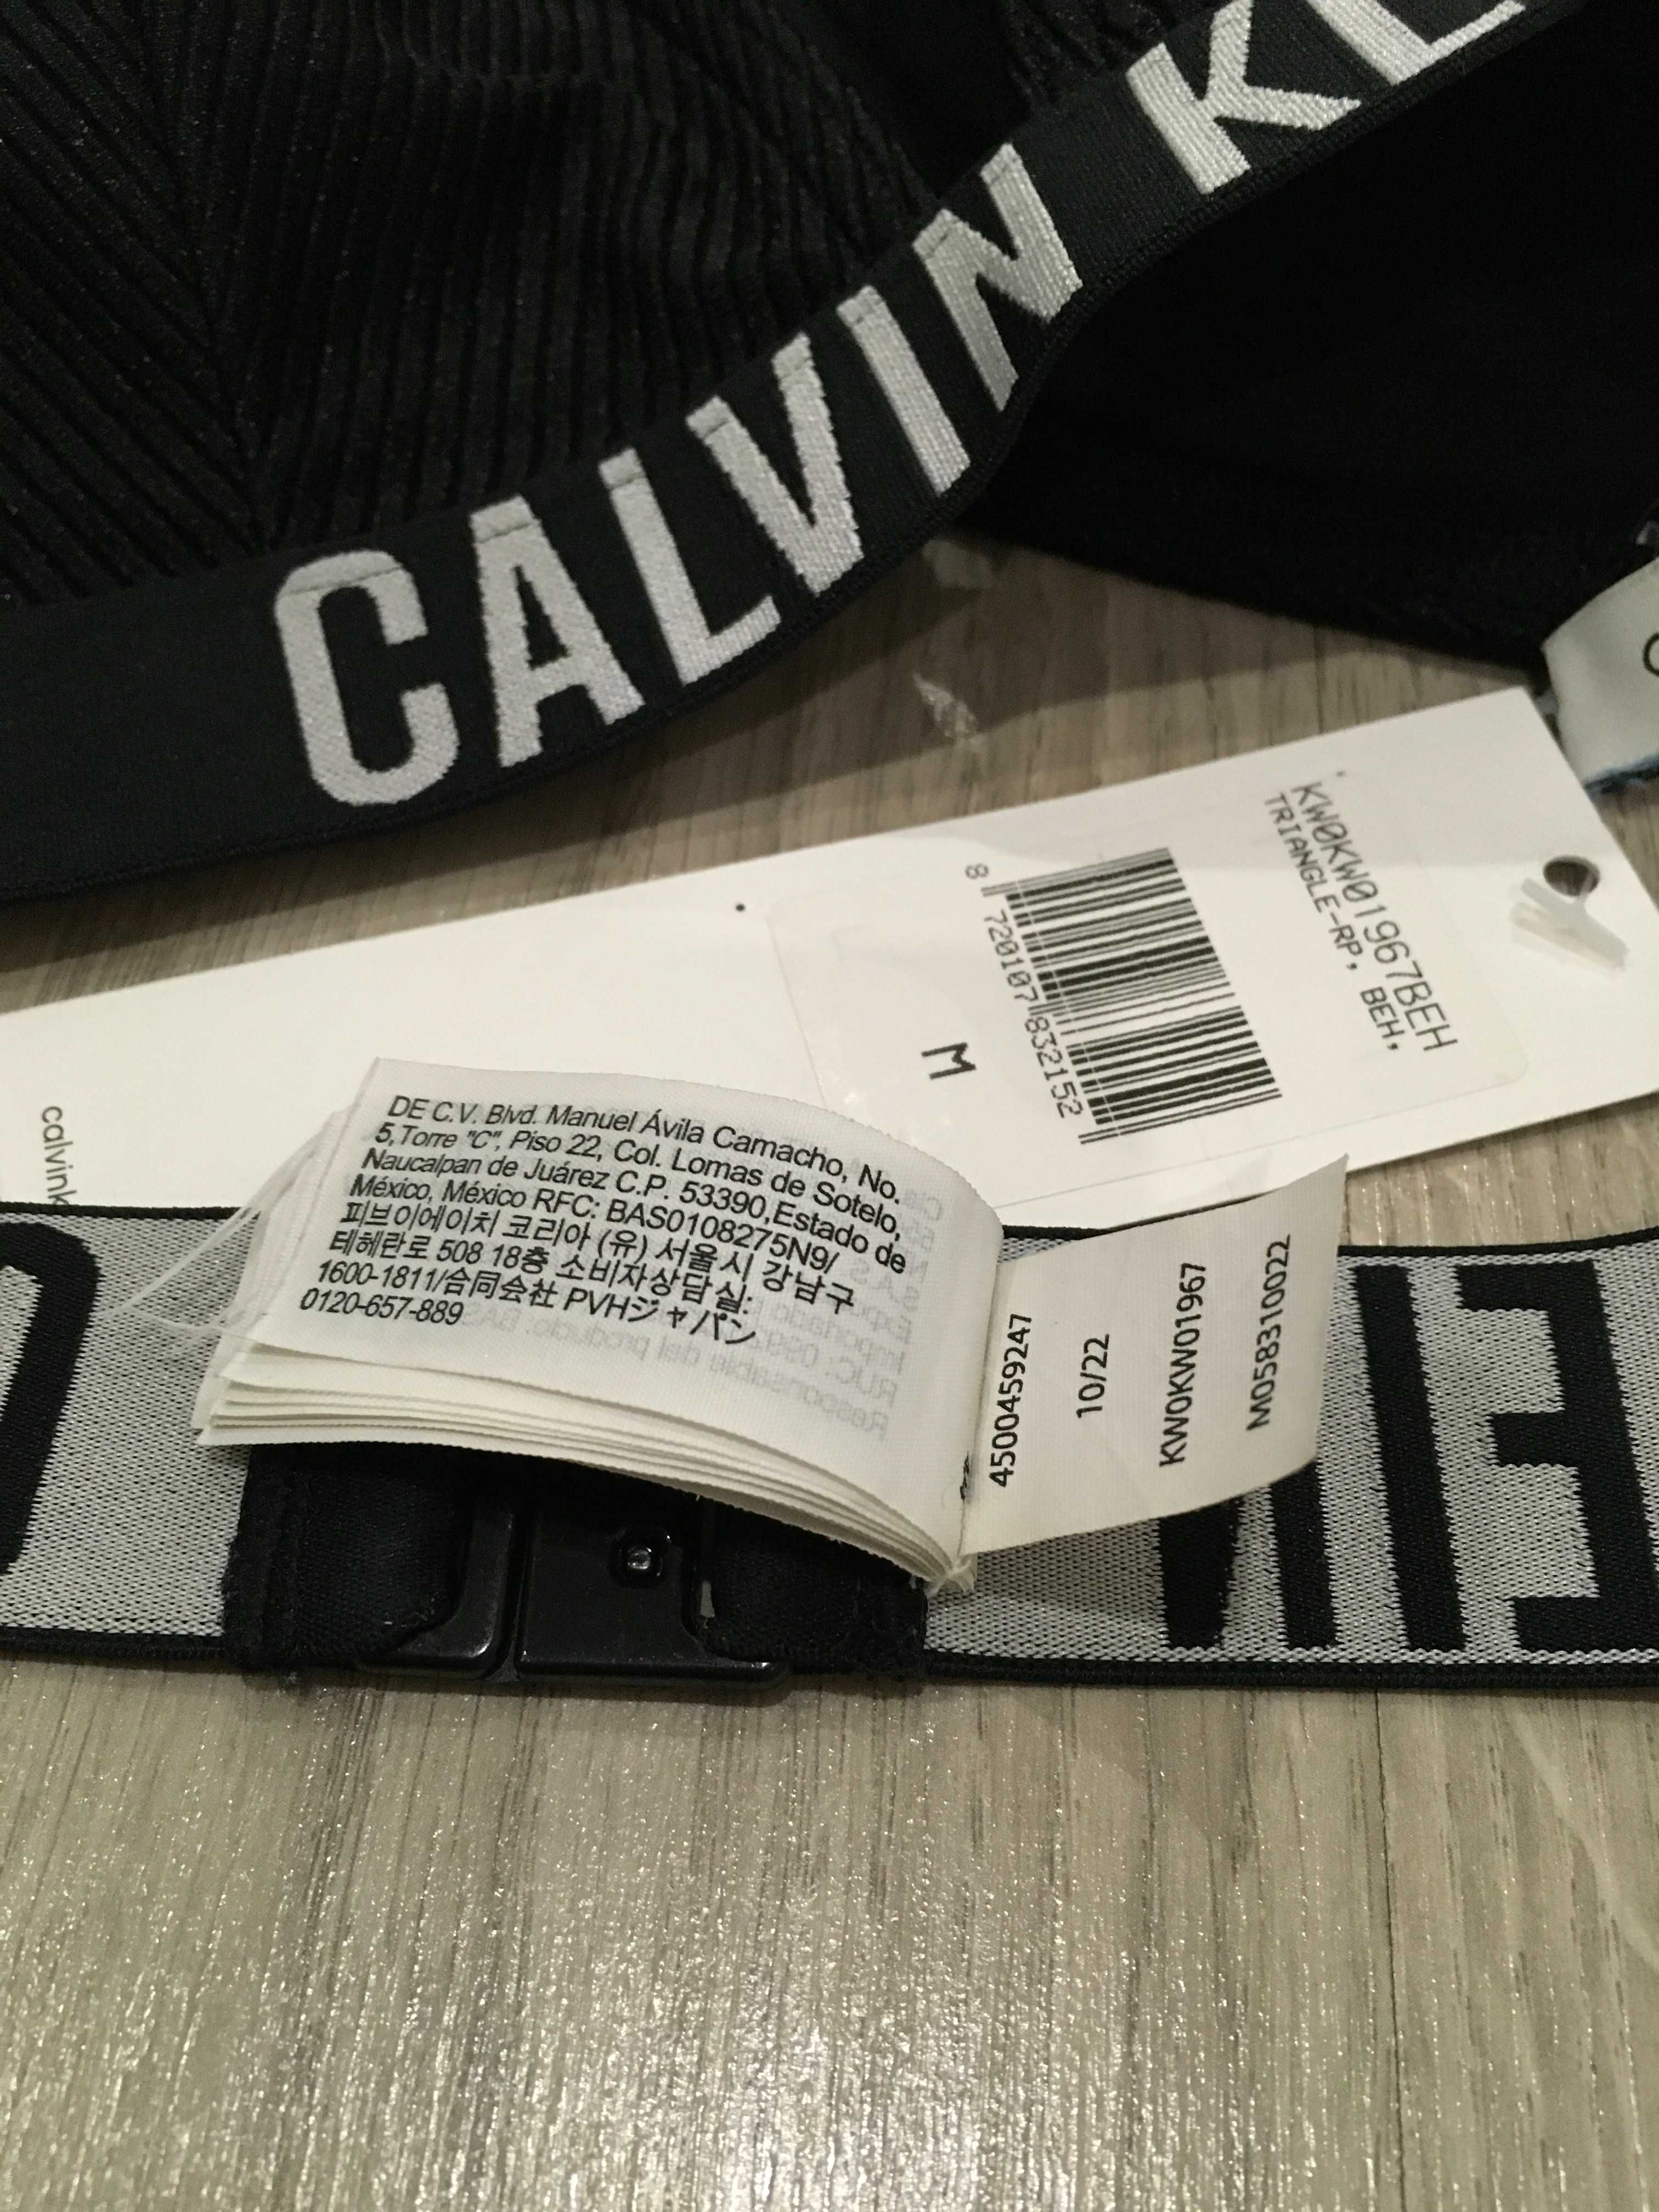 CALVIN KL
KW0KW01967BEH
TRIANGLE-RP, BEH,
8 720107 832152
M
calvink
DE C.V. Blvd. Manuel Ávila Camacho, No.
5,Torre "C", Piso 22, Col. Lomas de Sotelo,
Naucalpan de Juárez C.P. 53390,Estado de
México, México RFC: BAS0108275N9/
피브이에이치 코리아 (유) 서울시 강남구
테헤란로 508 18층 소비자상담실:
1600-1811/合同会社 PVHジャパン
0120-657-889
4500459247
10/22
KW0KW01967
M058310022